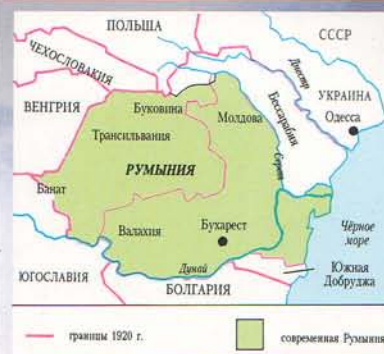 ПОЛЬША
СССР
ЧЕХОСЛОВАКИЯ
Днестр
ВЕНГРИЯ
Буковина
УКРАИНА
Бессарабия
Одесса
Молдова
Трансильвания
РУМЫНИЯ
Серет
Банат
Чёрное
море
Валахия
Бухарест
Дунай
Южная
Добруджа
ЮГОСЛАВИЯ
БОЛГАРИЯ
границы 1920 г.
современная Румыния